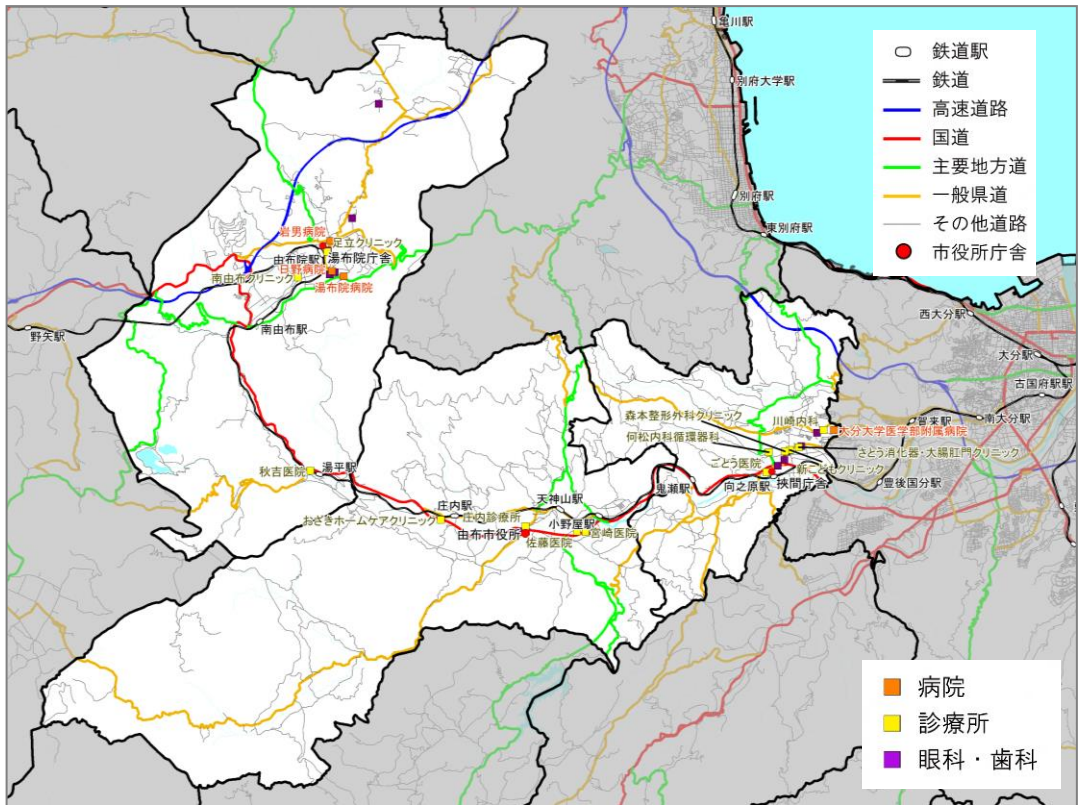 亀川駅
別府大学駅
別府駅
東別府駅
鉄道駅
鉄道
高速道路
国道
主要地方道
一般県道
その他道路
市役所庁舎
岩男病院
足立クリニック
由布院駅
湯布院庁舎
日野病院
南由布クリニック
湯布院病院
野矢駅
南由布駅
西大分駅
大分駅
古国府駅
南大分駅
賀来駅
森本整形外科クリニック
川崎内科
大分大学医学部附属病院
何松内科循環器科
さとう消化器・大腸肛門クリニック
ごとう医院
新こどもクリニック
向之原駅
挾間庁舎
豊後国分駅
鬼瀬駅
秋吉医院
湯平駅
庄内駅
天神山駅
おざきホームケアクリニック
庄内診療所
小野屋駅
由布市役所
佐藤医院
宮崎医院
病院
診療所
眼科・歯科